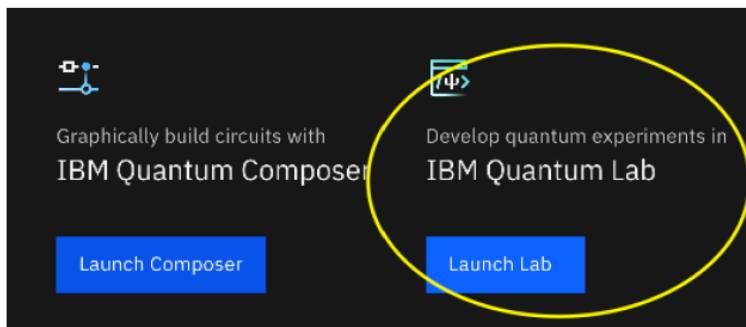 Graphically build circuits with
IBM Quantum Composer
Launch Composer
Develop quantum experiments in
IBM Quantum Lab
Launch Lab